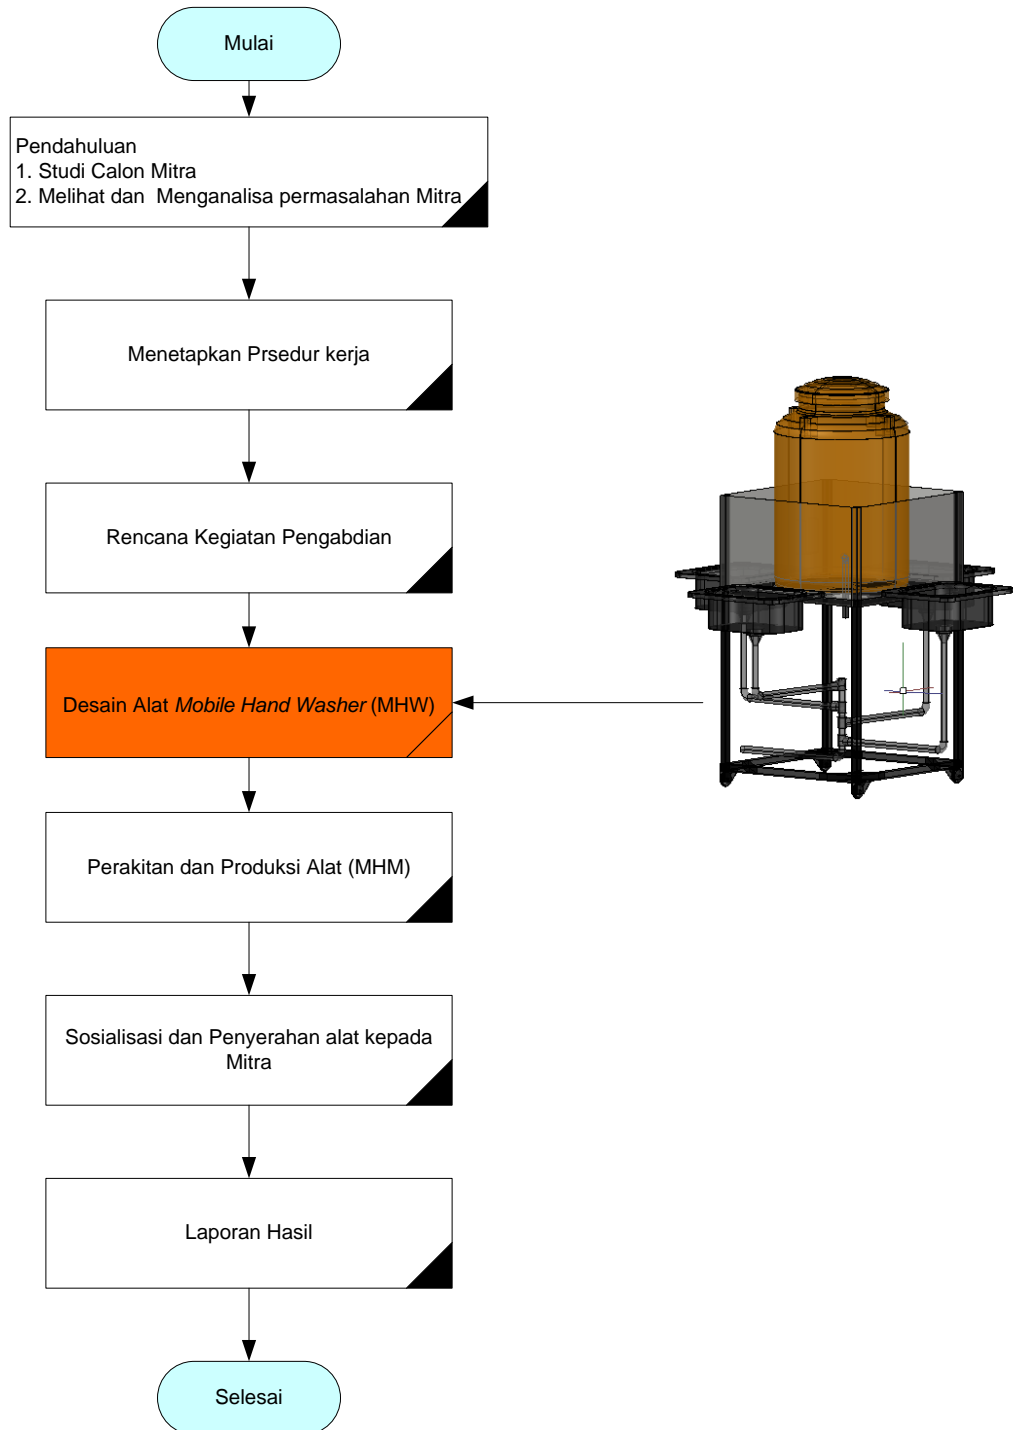 Mulai
Pendahuluan
1. Studi Calon Mitra
2. Melihat dan Menganalisa permasalahan Mitra
Menetapkan Prsedur kerja
Rencana Kegiatan Pengabdian
Desain Alat Mobile Hand Washer (MHW)
Perakitan dan Produksi Alat (MHM)
Sosialisasi dan Penyerahan alat kepada
Mitra
Laporan Hasil
Selesai